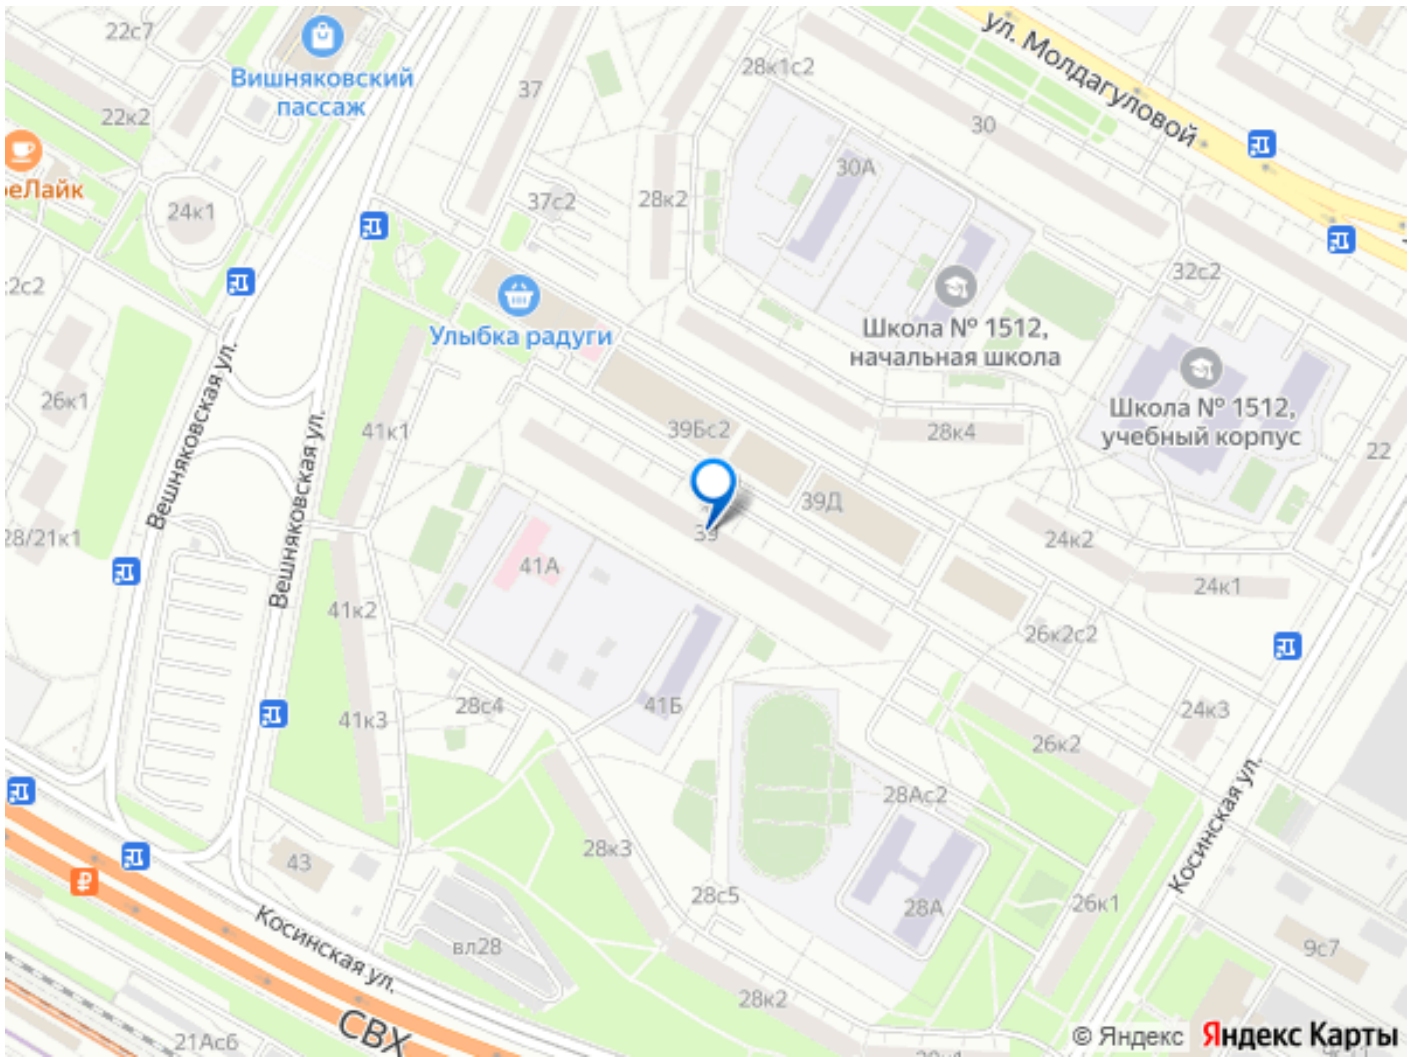 22с7
Вишняковский
пассаж
37
28к1с2
ул. Молдагуловой
30
22к2
30А
28к2
37с2
24к1
32с2
Улыбка радуги
Школа № 1512,
начальная школа
Школа № 1512,
учебный корпус
26к1
41к1
39Бс2
28к4
22
Вешняковская ул.
Вешняковская ул.
39Д
39
24к2
28/21к1
41А
24к1
41к2
26к2с2
28с4
41Б
24к3
41к3
26к2
28Ас2
Косинская ул.
28к3
43
28с5
28А
26к1
Косинская ул.
вл28
9с7
28к2
СВХ
21Ас6
© Яндекс Яндекс Карты